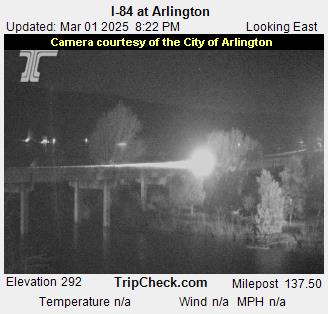 I-84 at Arlington
Updated: Mar 01 2025 8:22 PM Looking East
Camera courtesy of the City of Arlington
Elevation 292 TripCheck.com Milepost 137.50
Temperature n/a Wind n/a MPH n/a